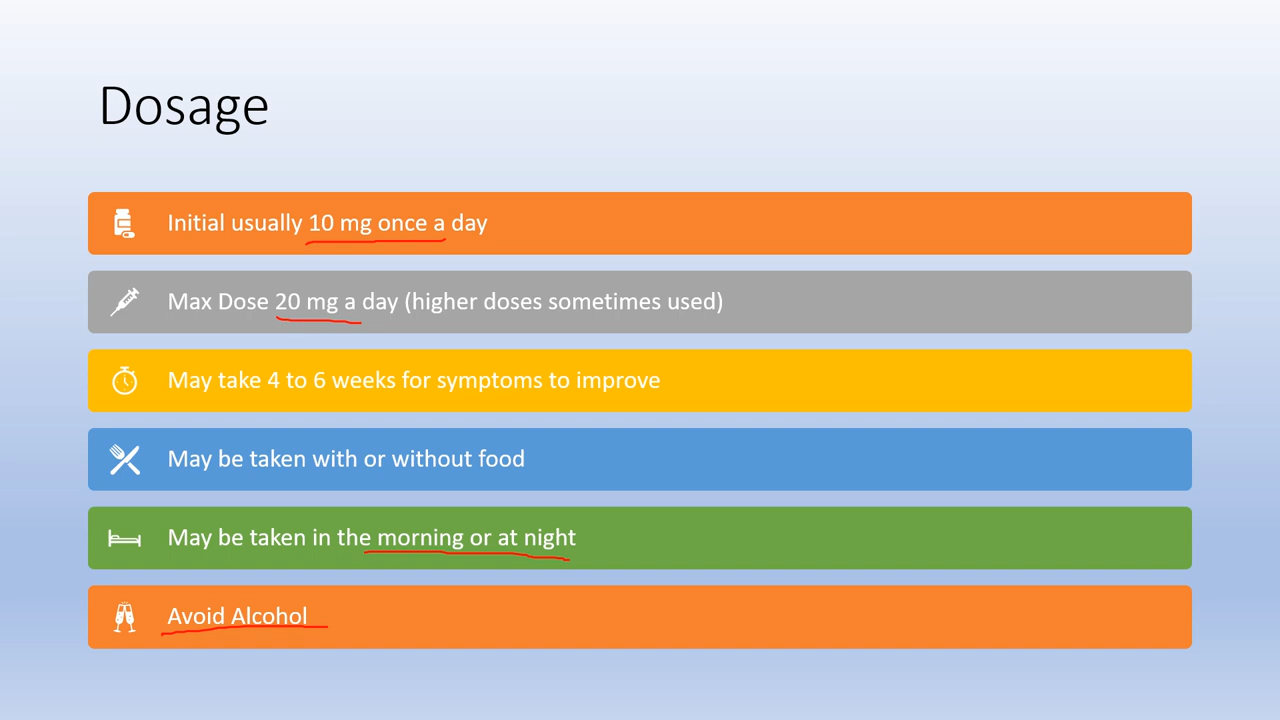 Dosage
Initial usually 10 mg once a day
Max Dose 20 mg a day (higher doses sometimes used)
May take 4 to 6 weeks for symptoms to improve
May be taken with or without food
May be taken in the morning or at night
Avoid Alcohol